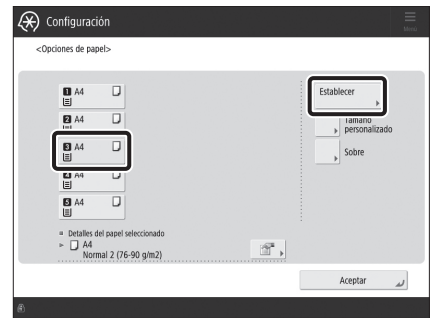 Configuración
Menú
<Opciones de papel>
1 A4
2 A4
3 A4
4 A4
5 A4
Establecer
Tamaño
personalizado
Sobre
Detalles del papel seleccionado
A4
Normal 2 (76-90 g/m2)
Aceptar